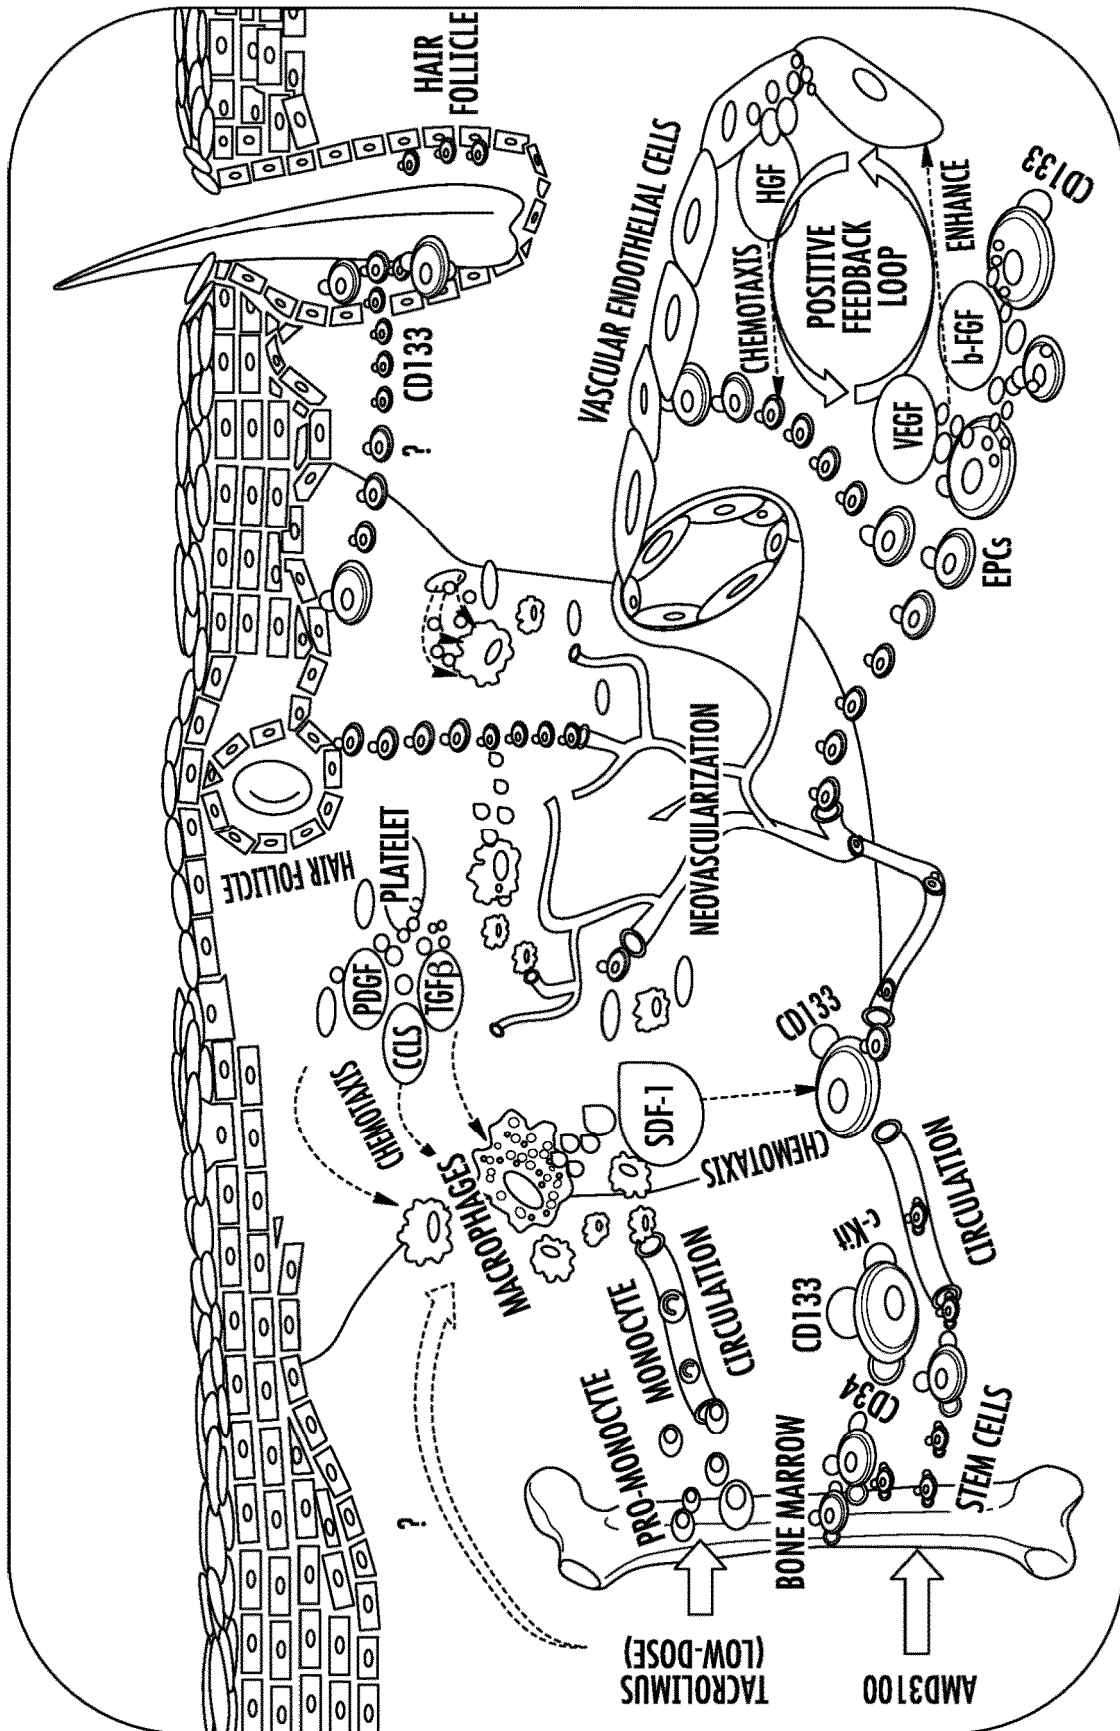 HAIR
FOLLICLE
CD133
?
HAIR FOLLICLE
PLATELET
PDGF
CCLS
TGFβ
CHEMOTAXIS
MACROPHAGES
?
VASCULAR ENDOTHELIAL CELLS
HGF
CHEMOTAXIS
POSITIVE
FEEDBACK
LOOP
VEGF
b-FGF
ENHANCE
CD133
EPCs
NEOVASCULARIZATION
SDF-1
CHEMOTAXIS
CD133
PRO-MONOCYTE
MONOCYTE
CIRCULATION
BONE MARROW
CD34
CD133
c-Kit
CIRCULATION
STEM CELLS
TACROLIMUS
(LOW-DOSE)
AMD3100